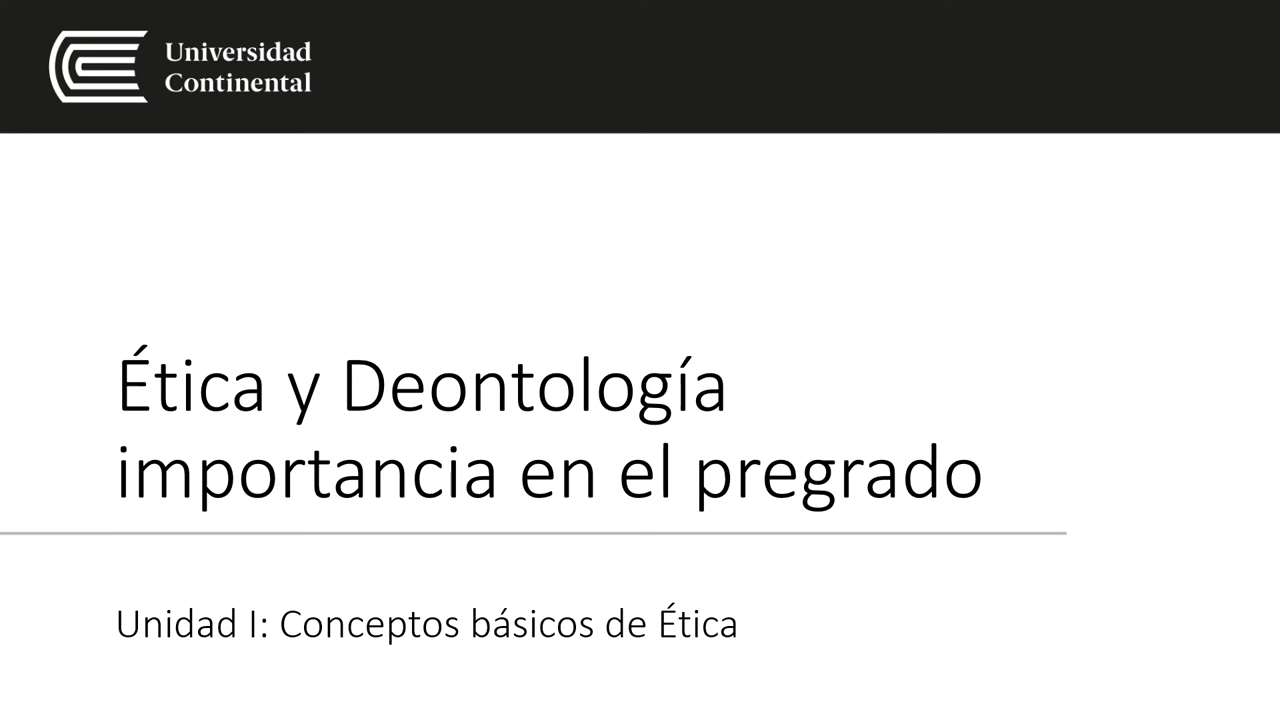 Universidad
Continental
Ética y Deontología
importancia en el pregrado
Unidad I: Conceptos básicos de Ética